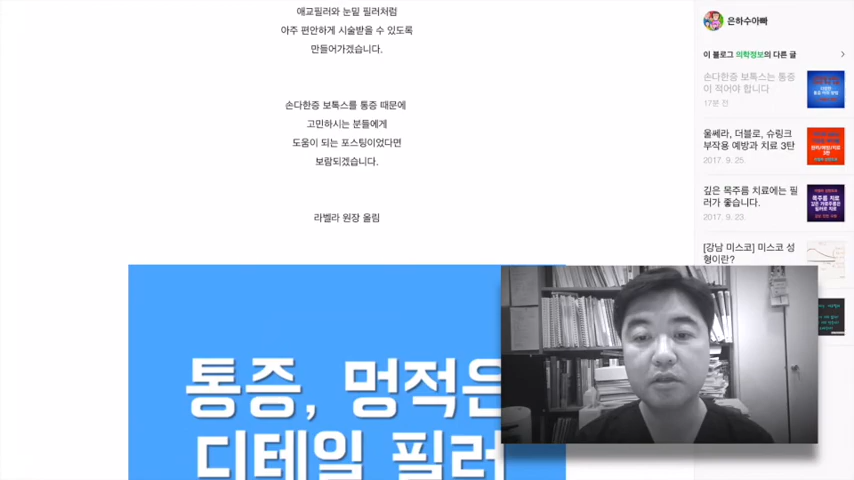 애교필러와 눈밑 필러처럼
아주 편안하게 시술받을 수 있도록
만들어가겠습니다.
손다한증 보톡스를 통증 때문에
고민하시는 분들에게
도움이 되는 포스팅이었다면
보람되겠습니다.
라벨라 원장 올림
통증, 멍적은
디테일 필러
은하수아빠
이 블로그 의학정보의 다른 글
손다한증 보톡스는 통증
이 적어야 합니다
17분 전
울쎄라, 더블로, 슈링크
부작용 예방과 치료 3탄
2017. 9. 25.
깊은 목주름 치료에는 필
러가 좋습니다.
2017. 9. 23.
[강남 미스코] 미스코 성
형이란?